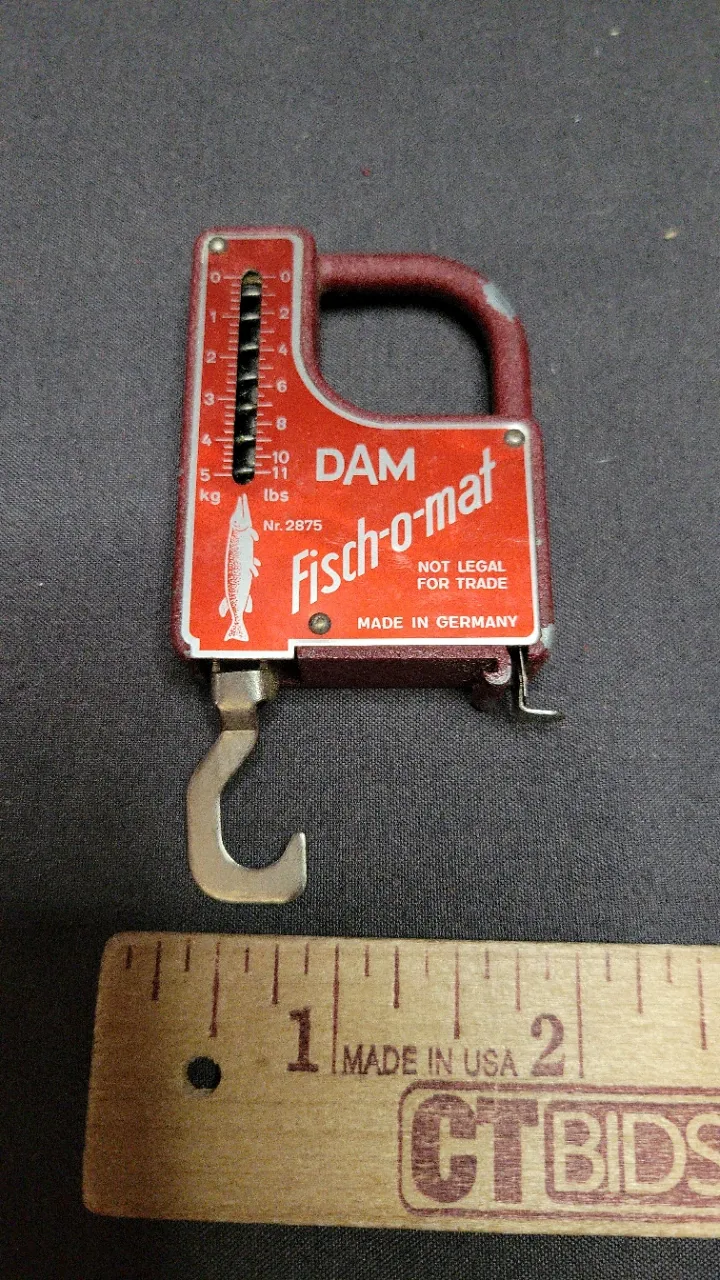 0 0
1 2
2 4
3 6
4 8
10
5 11
kg lbs
DAM
Nr. 2875
Fisch-o-mat
NOT LEGAL
FOR TRADE
MADE IN GERMANY
1 MADE IN USA 2
CTBIDS